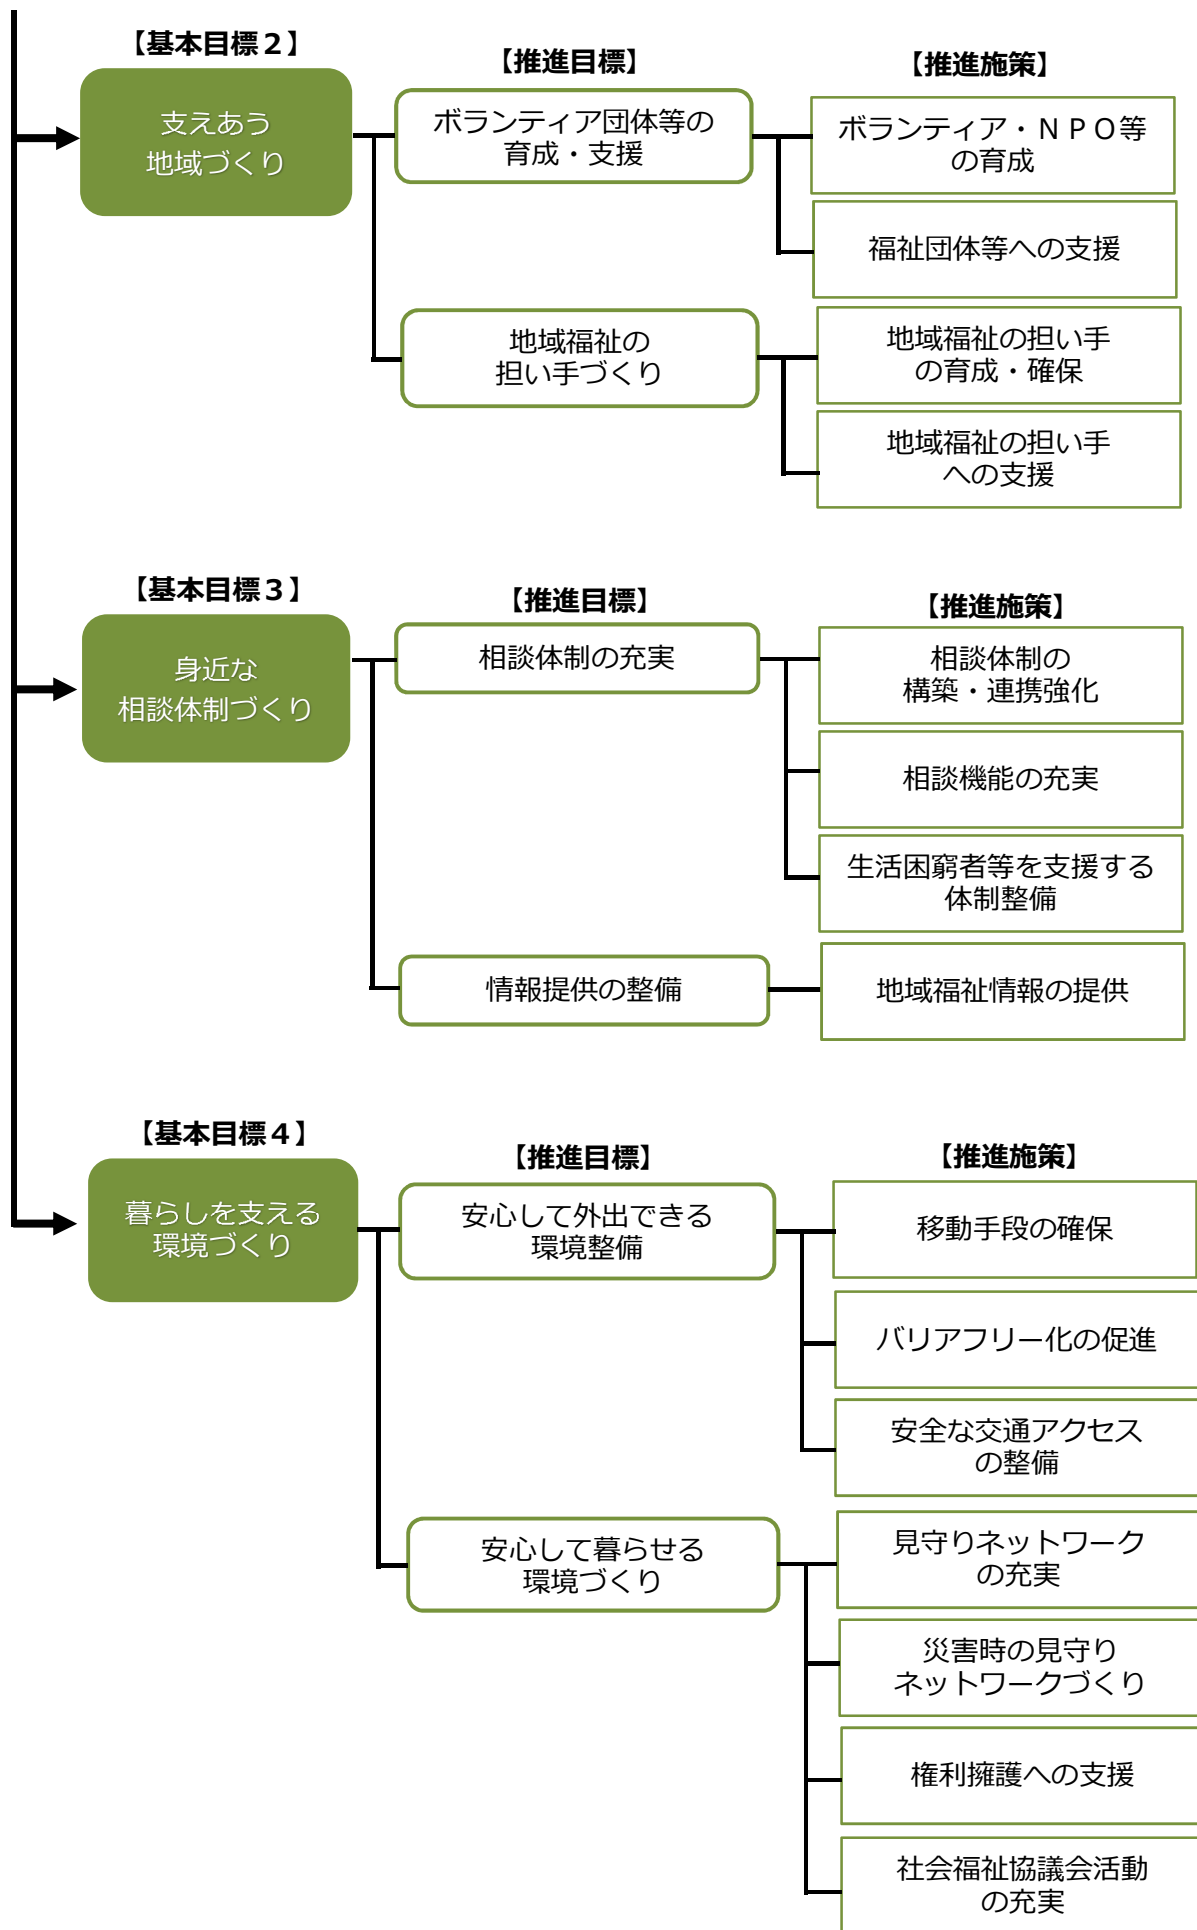 【基本目標２】
【推進目標】
【推進施策】
支えあう
地域づくり
ボランティア団体等の
育成・支援
ボランティア・ＮＰＯ等
の育成
福祉団体等への支援
地域福祉の
担い手づくり
地域福祉の担い手
の育成・確保
地域福祉の担い手
への支援
【基本目標３】
【推進目標】
【推進施策】
身近な
相談体制づくり
相談体制の充実
相談体制の
構築・連携強化
相談機能の充実
生活困窮者等を支援する
体制整備
情報提供の整備
地域福祉情報の提供
【基本目標４】
【推進目標】
【推進施策】
暮らしを支える
環境づくり
安心して外出できる
環境整備
移動手段の確保
バリアフリー化の促進
安全な交通アクセス
の整備
安心して暮らせる
環境づくり
見守りネットワーク
の充実
災害時の見守り
ネットワークづくり
権利擁護への支援
社会福祉協議会活動
の充実